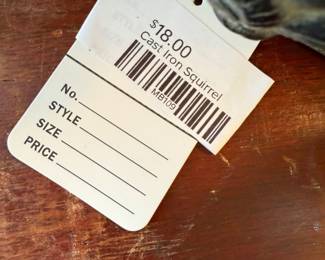 $18.00
Cast Iron Squirrel
MB109
No.
STYLE
SIZE
PRICE